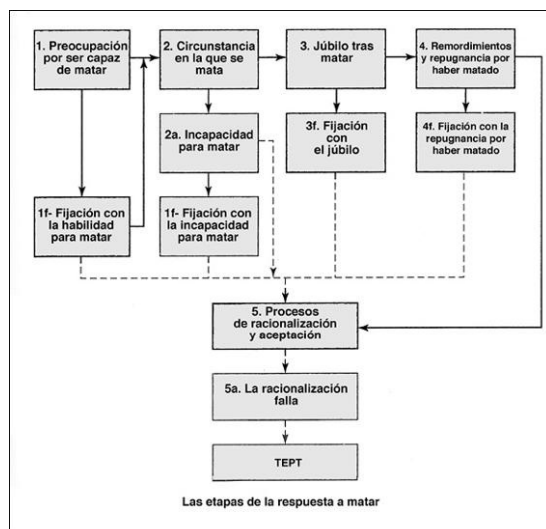 1. Preocupación
por ser capaz
de matar
2. Circunstancia
en la que se
mata
3. Júbilo tras
matar
4. Remordimientos
y repugnancia por
haber matado
2a. Incapacidad
para matar
3f. Fijación
con
el júbilo
4f. Fijación con la
repugnancia por
haber matado
1f- Fijación con
la habilidad
para matar
1f- Fijación con
la incapacidad
para matar
5. Procesos
de racionalización
y aceptación
5a. La racionalización
falla
TEPT
Las etapas de la respuesta a matar